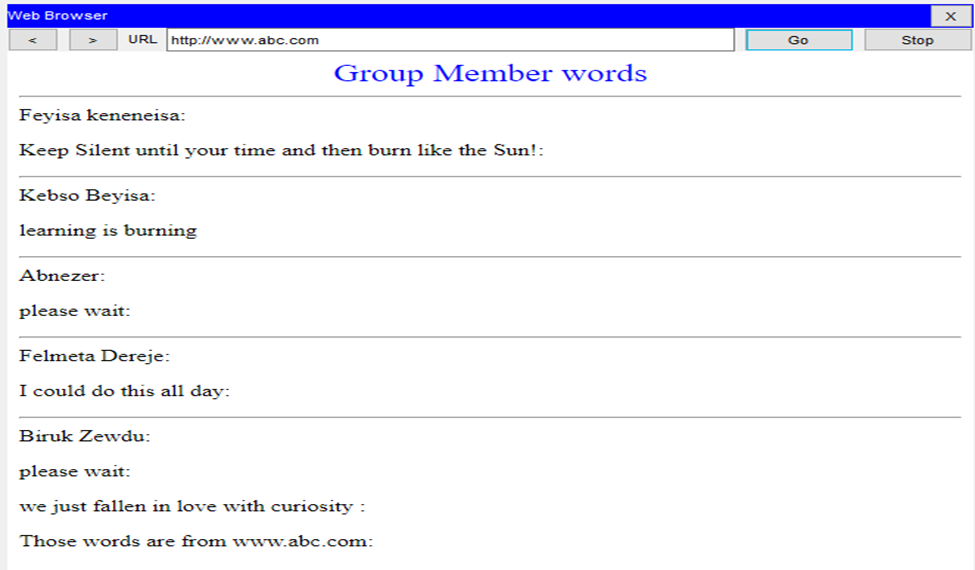 Web Browser X
< > URL http://www.abc.com Go Stop
Group Member words
Feyisa keneneisa:
Keep Silent until your time and then burn like the Sun!:
Kebso Beyisa:
learning is burning
Abnezer:
please wait:
Felmeta Dereje:
I could do this all day:
Biruk Zewdu:
please wait:
we just fallen in love with curiosity :
Those words are from www.abc.com: